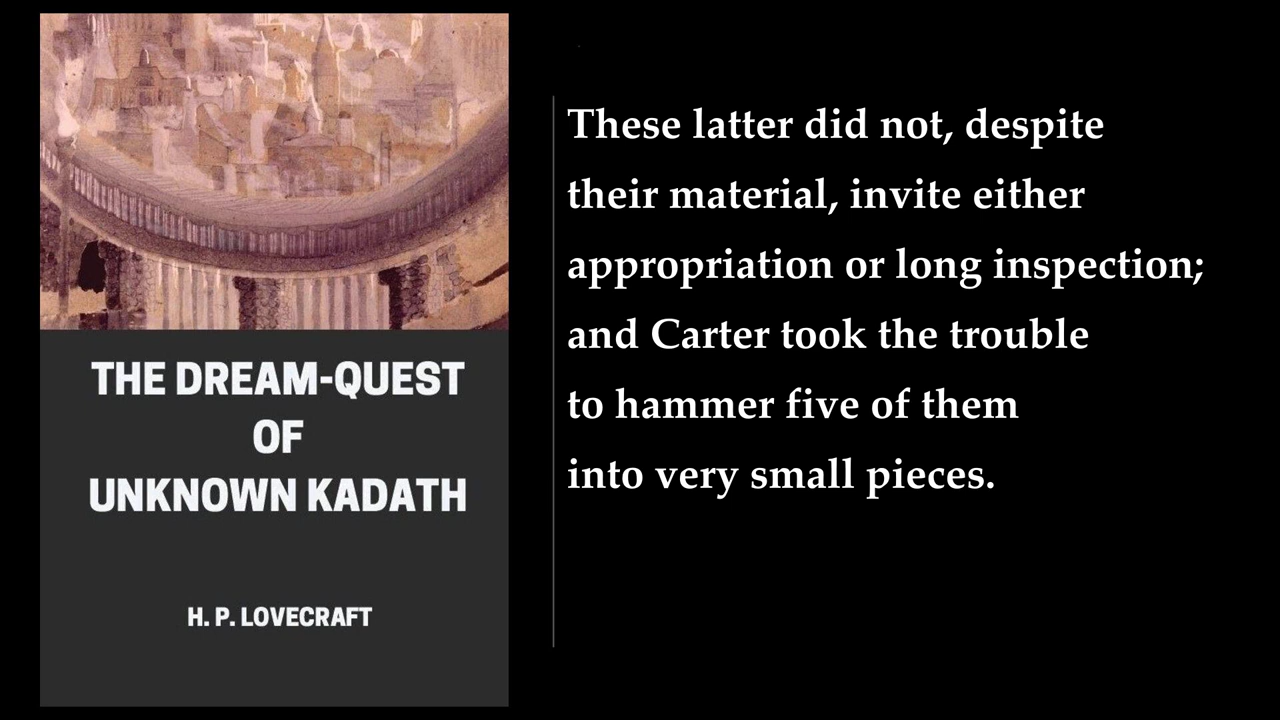 THE DREAM-QUEST
OF
UNKNOWN KADATH
H. P. LOVECRAFT
These latter did not, despite
their material, invite either
appropriation or long inspection;
and Carter took the trouble
to hammer five of them
into very small pieces.